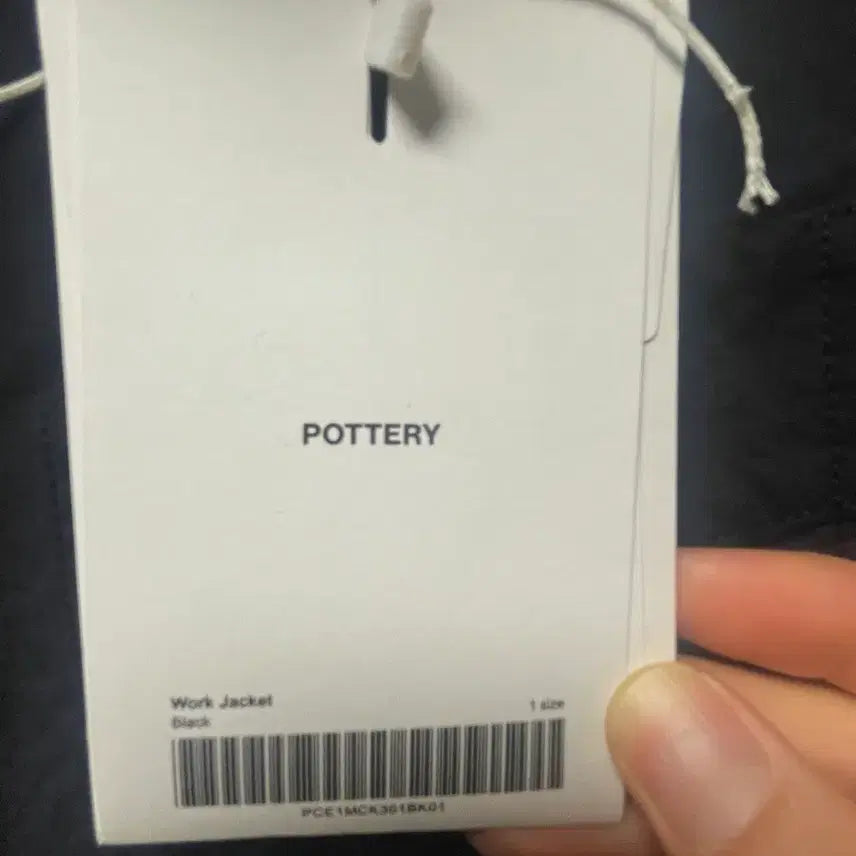 POTTERY
Work Jacket
1 size
Black
PCE1MCK301BK01